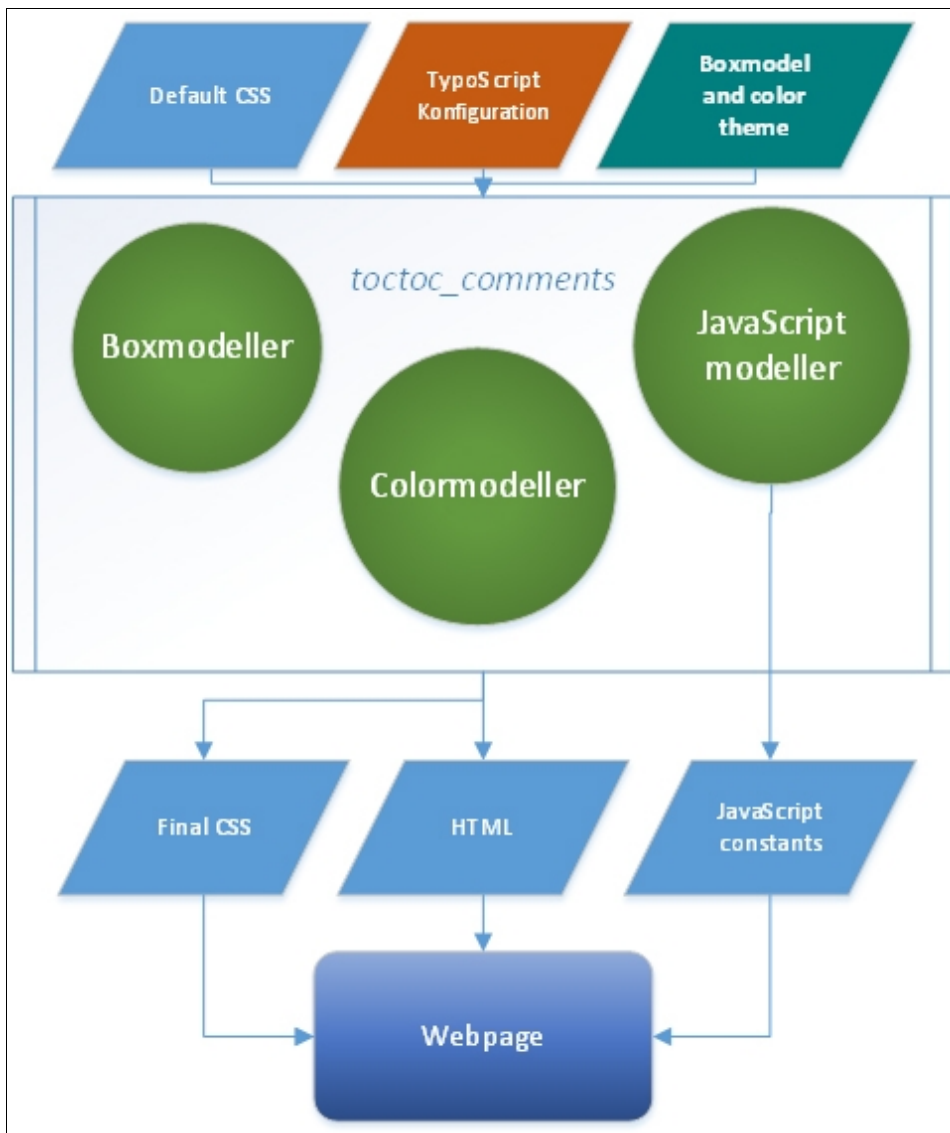 Default CSS
TypoScript
Konfiguration
Boxmodel
and color
theme
toctoc_comments
Boxmodeller
JavaScript
modeller
Colormodeller
Final CSS
HTML
JavaScript
constants
Webpage